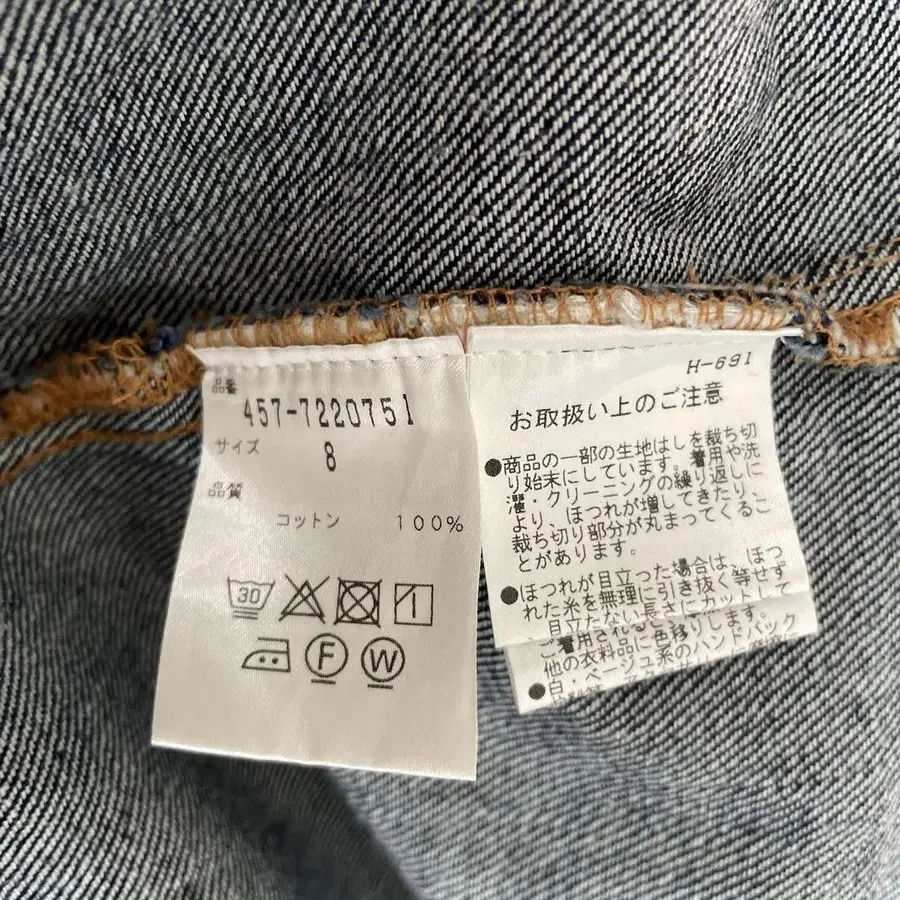 品番
457-7220751
サイズ
8
品質
コットン 100%
30
F
W
H-691
お取扱い上のご注意
●商品の一部の生地はしを裁ち切
り始末にしています。着用や洗
濯・クリーニングの繰り返しに
より、ほつれが増してきたり、
裁ち切り部分が丸まってくるこ
とがあります。
●ほつれが目立った場合は、ほつ
れた糸を無理に引き抜く等せず
、目立たない長さにカットして
ご着用される
します。
他の衣料品に色移
●白・ベージュ系のハンドバック